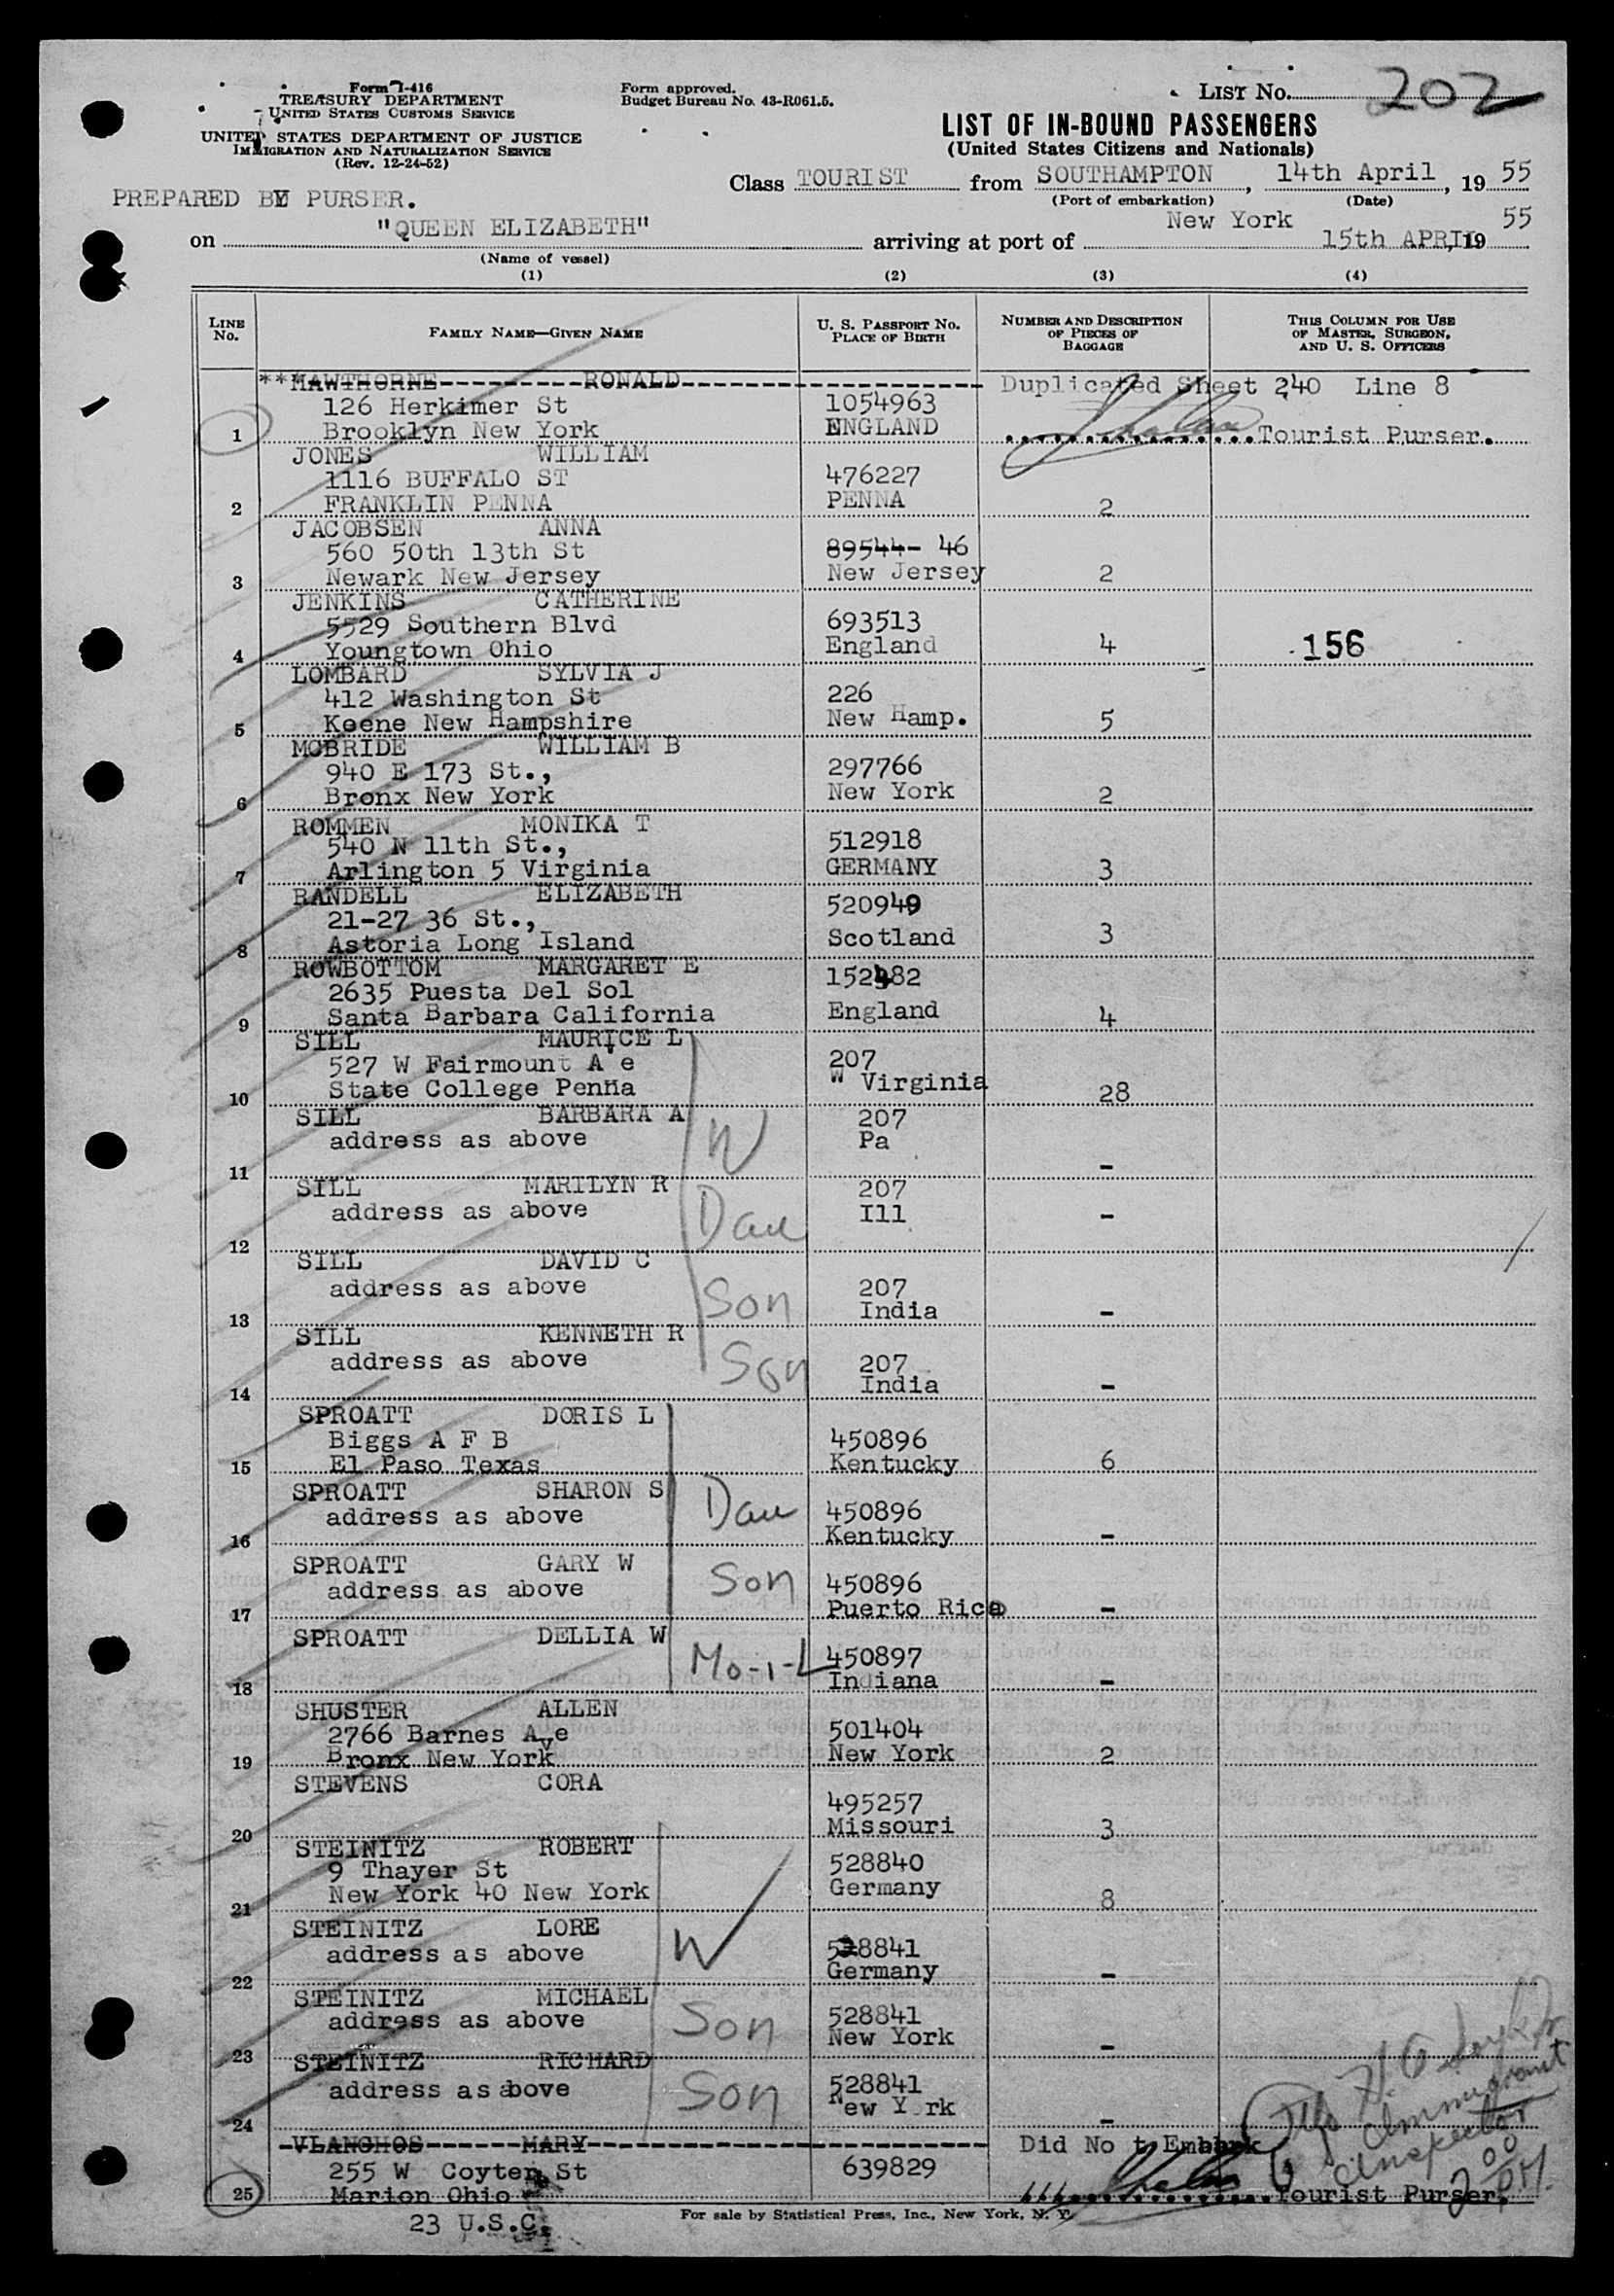 Form I-416
TREASURY DEPARTMENT
UNITED STATES CUSTOMS SERVICE
UNITED STATES DEPARTMENT OF JUSTICE
IMMIGRATION AND NATURALIZATION SERVICE
(Rev. 12-24-52)
Form approved.
Budget Bureau No. 43-R061.5.
LIST NO. 202
LIST OF IN-BOUND PASSENGERS
(United States Citizens and Nationals)
Class TOURIST from SOUTHAMPTON, 14th April, 19 55
(Port of embarkation) (Date)
PREPARED BY PURSER.
on "QUEEN ELIZABETH" arriving at port of New York 15th APRIL 19 55
(Name of vessel)
(1) (2) (3) (4)
LINE NO. FAMILY NAME—GIVEN NAME U. S. PASSPORT NO. PLACE OF BIRTH NUMBER AND DESCRIPTION OF PIECES OF BAGGAGE THIS COLUMN FOR USE OF MASTER, SURGEON, AND U. S. OFFICERS
**MAWTHORNE RONALD Duplicated Sheet 240 Line 8
126 Herkimer St 1054963
1 Brooklyn New York ENGLAND Tourist Purser.
JONES WILLIAM
1116 BUFFALO ST 476227
2 FRANKLIN PENNA PENNA 2
JACOBSEN ANNA
560 50th 13th St 89544- 46
3 Newark New Jersey New Jersey 2
JENKINS CATHERINE
5529 Southern Blvd 693513
4 Youngtown Ohio England 4 156
LOMBARD SYLVIA J
412 Washington St 226
5 Keene New Hampshire New Hamp. 5
MCBRIDE WILLIAM B
940 E 173 St., 297766
6 Bronx New York New York 2
ROMMEN MONIKA T
540 N 11th St., 512918
7 Arlington 5 Virginia GERMANY 3
RANDELL ELIZABETH
21-27 36 St., 520949
8 Astoria Long Island Scotland 3
ROWBOTTOM MARGARET E
2635 Puesta Del Sol 152482
9 Santa Barbara California England 4
SILL MAURICE L
527 W Fairmount A e 207
10 State College Penna W Virginia 28
SILL BARBARA A 207
address as above W Pa
11 -
SILL MARILYN R 207
address as above Dau Ill -
12
SILL DAVID C
address as above Son 207
13 India -
SILL KENNETH R
address as above Son 207
14 India -
SPROATT DORIS L
Biggs A F B 450896
15 El Paso Texas Kentucky 6
SPROATT SHARON S Dau
address as above 450896
16 Kentucky -
SPROATT GARY W
address as above Son 450896
17 Puerto Rico -
SPROATT DELLIA W
Mo-i-L 450897
18 Indiana -
SHUSTER ALLEN
2766 Barnes Ave 501404
19 Bronx New York New York 2
STEVENS CORA
495257
20 Missouri 3
STEINITZ ROBERT
9 Thayer St 528840
New York 40 New York Germany
21 8
STEINITZ LORE
address as above W 528841
22 Germany -
STEINITZ MICHAEL
address as above Son 528841
23 New York -
STEINITZ RICHARD
address as above Son 528841
24 New Y rk -
VLANCHOS MARY Did No t Embark
255 W Coyten St 639829
25 Marion Ohio Tourist Purser.
Immigrant
Inspector
2 00 PM.
23 U.S.C.
For sale by Statistical Press, Inc., New York, N. Y.